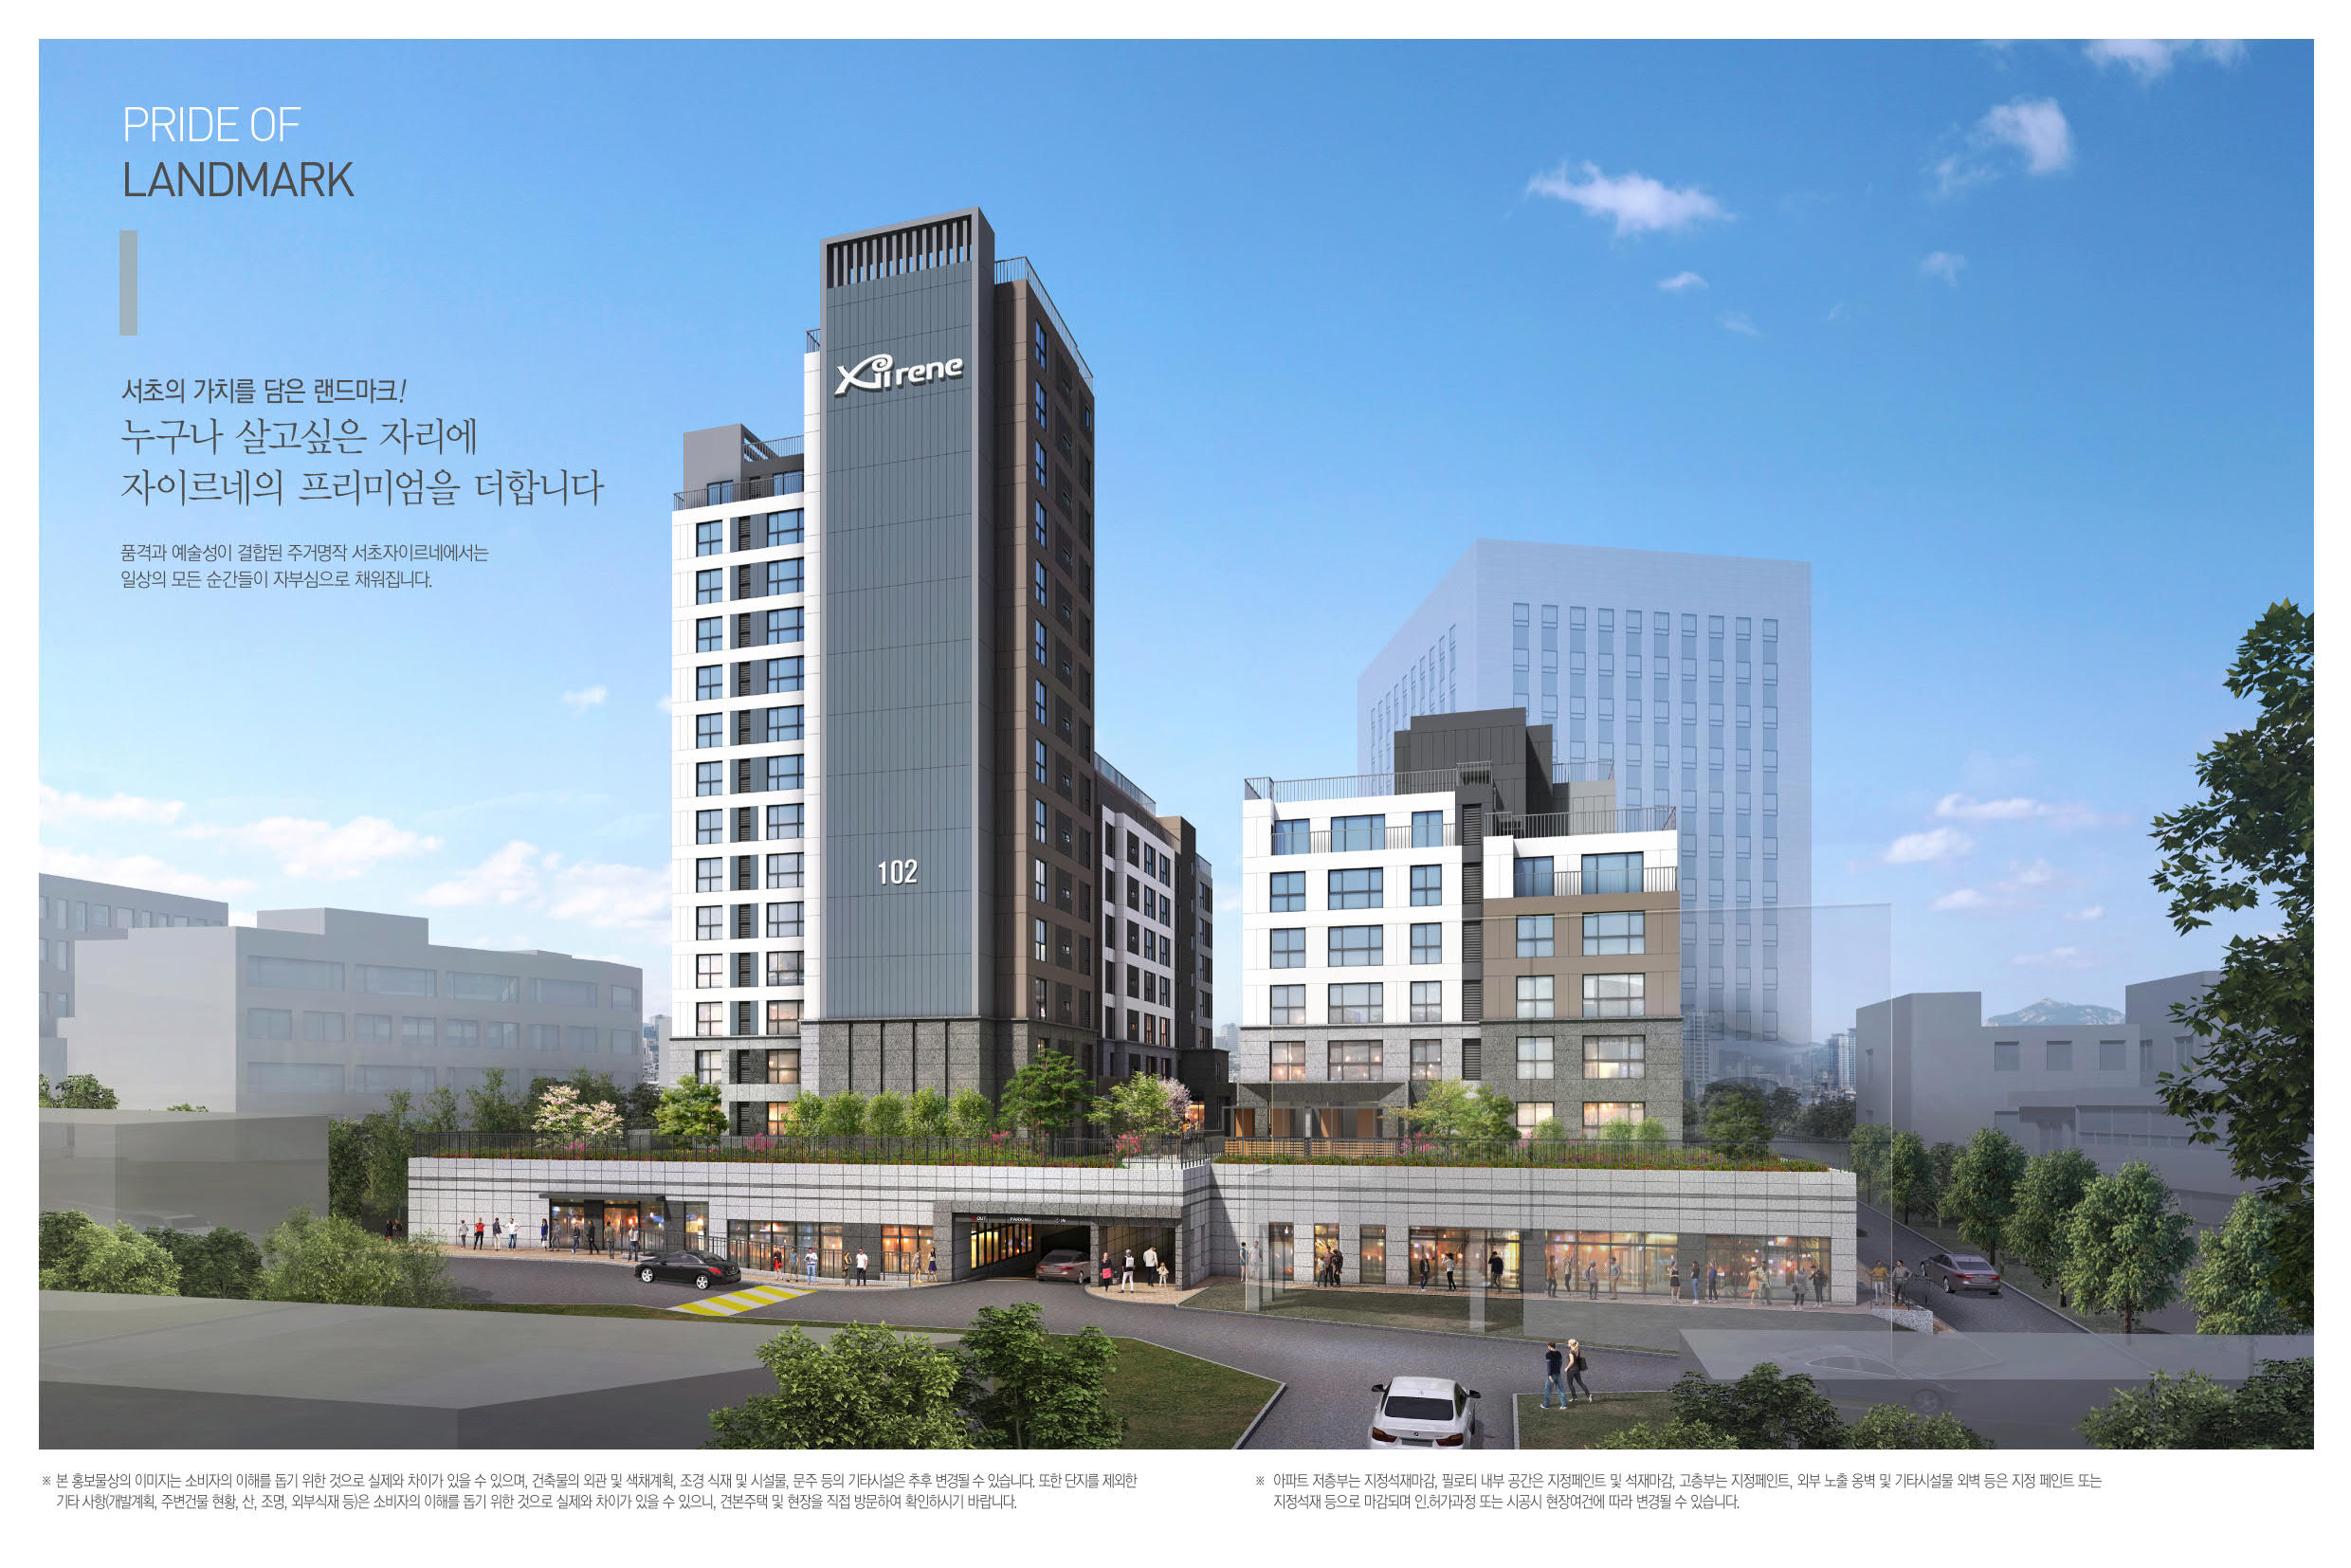 PRIDE OF
LANDMARK
서초의 가치를 담은 랜드마크!
누구나 살고싶은 자리에
자이르네의 프리미엄을 더합니다
품격과 예술성이 결합된 주거명작 서초자이르네에서는
일상의 모든 순간들이 자부심으로 채워집니다.
Xi rene
102
OUT PARKING IN
※ 본 홍보물상의 이미지는 소비자의 이해를 돕기 위한 것으로 실제와 차이가 있을 수 있으며, 건축물의 외관 및 색채계획, 조경 식재 및 시설물, 문주 등의 기타시설은 추후 변경될 수 있습니다. 또한 단지를 제외한
기타 사항(개발계획, 주변건물 현황, 산, 조명, 외부식재 등)은 소비자의 이해를 돕기 위한 것으로 실제와 차이가 있을 수 있으니, 견본주택 및 현장을 직접 방문하여 확인하시기 바랍니다.
※ 아파트 저층부는 지정석재마감, 필로티 내부 공간은 지정페인트 및 석재마감, 고층부는 지정페인트, 외부 노출 옹벽 및 기타시설물 외벽 등은 지정 페인트 또는
지정석재 등으로 마감되며 인.허가과정 또는 시공시 현장여건에 따라 변경될 수 있습니다.